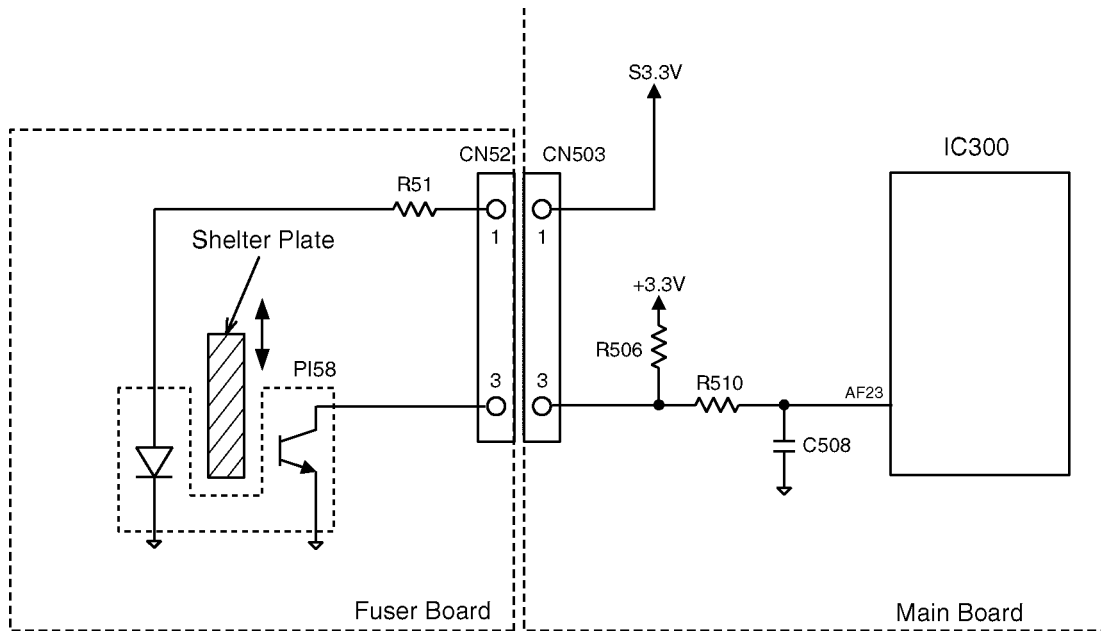 S3.3V
IC300
CN52
CN503
R51
1
1
Shelter Plate
+3.3V
R506
PI58
3
3
R510
AF23
C508
Fuser Board
Main Board